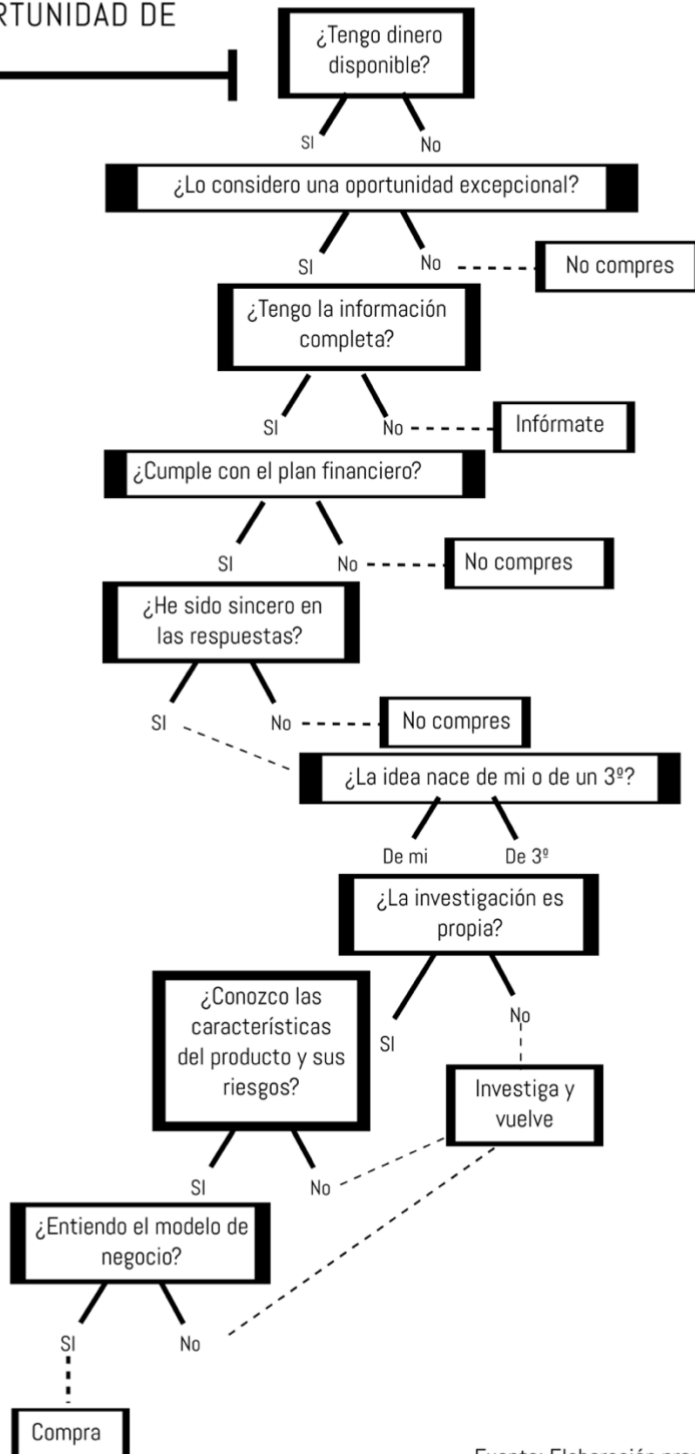 RTUNIDAD DE
¿Tengo dinero
disponible?
SI
No
¿Lo considero una oportunidad excepcional?
SI
No
No compres
¿Tengo la información
completa?
SI
No
Infórmate
¿Cumple con el plan financiero?
SI
No
No compres
¿He sido sincero en
las respuestas?
SI
No
No compres
¿La idea nace de mi o de un 3º?
De mi
De 3º
¿La investigación es
propia?
SI
No
¿Conozco las
características
del producto y sus
riesgos?
Investiga y
vuelve
SI
No
¿Entiendo el modelo de
negocio?
SI
No
Compra